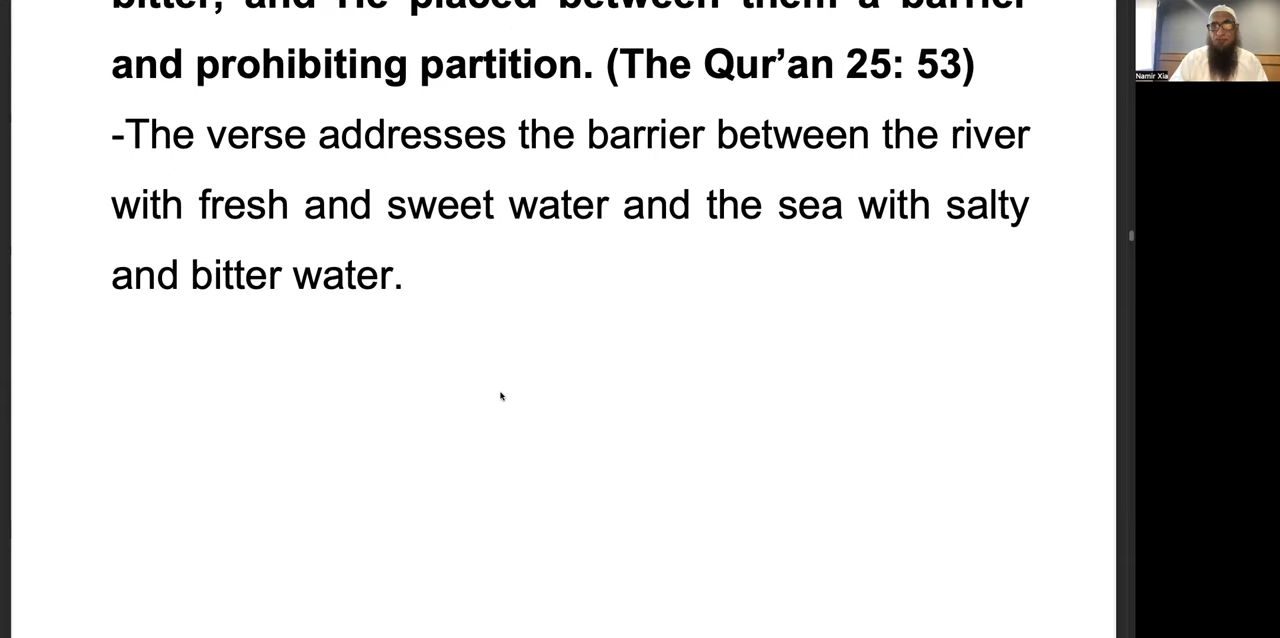 bitter, and He placed between them a barrier
and prohibiting partition. (The Qur’an 25: 53)
-The verse addresses the barrier between the river
with fresh and sweet water and the sea with salty
and bitter water.
Namir Xia